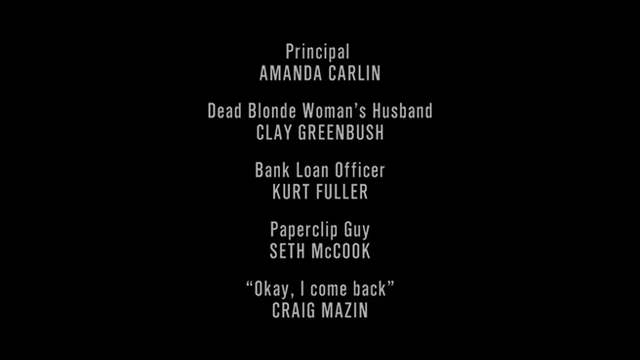 Principal
AMANDA CARLIN
Dead Blonde Woman's Husband
CLAY GREENBUSH
Bank Loan Officer
KURT FULLER
Paperclip Guy
SETH McCOOK
“Okay, I come back”
CRAIG MAZIN